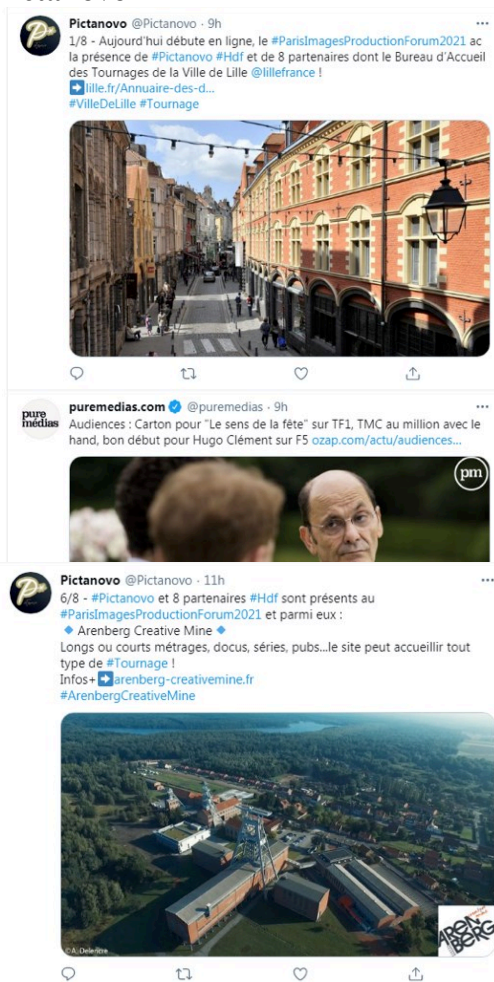 Pictanovo @Pictanovo · 9h
1/8 - Aujourd'hui débute en ligne, le #ParisImagesProductionForum2021 ac
la présence de #Pictanovo #Hdf et de 8 partenaires dont le Bureau d'Accueil
des Tournages de la Ville de Lille @lillefrance !
➡lille.fr/Annuaire-des-d...
#VilleDeLille #Tournage
pure médias
puremedias.com @puremedias · 9h
Audiences : Carton pour "Le sens de la fête" sur TF1, TMC au million avec le
hand, bon début pour Hugo Clément sur F5 ozap.com/actu/audiences...
pm
Pictanovo @Pictanovo · 11h
6/8 - #Pictanovo et 8 partenaires #Hdf sont présents au
#ParisImagesProductionForum2021 et parmi eux :
🔹 Arenberg Creative Mine 🔹
Longs ou courts métrages, docus, séries, pubs...le site peut accueillir tout
type de #Tournage !
Infos+➡arenberg-creativemine.fr
#ArenbergCreativeMine
©A. Delerière
ARENBERG